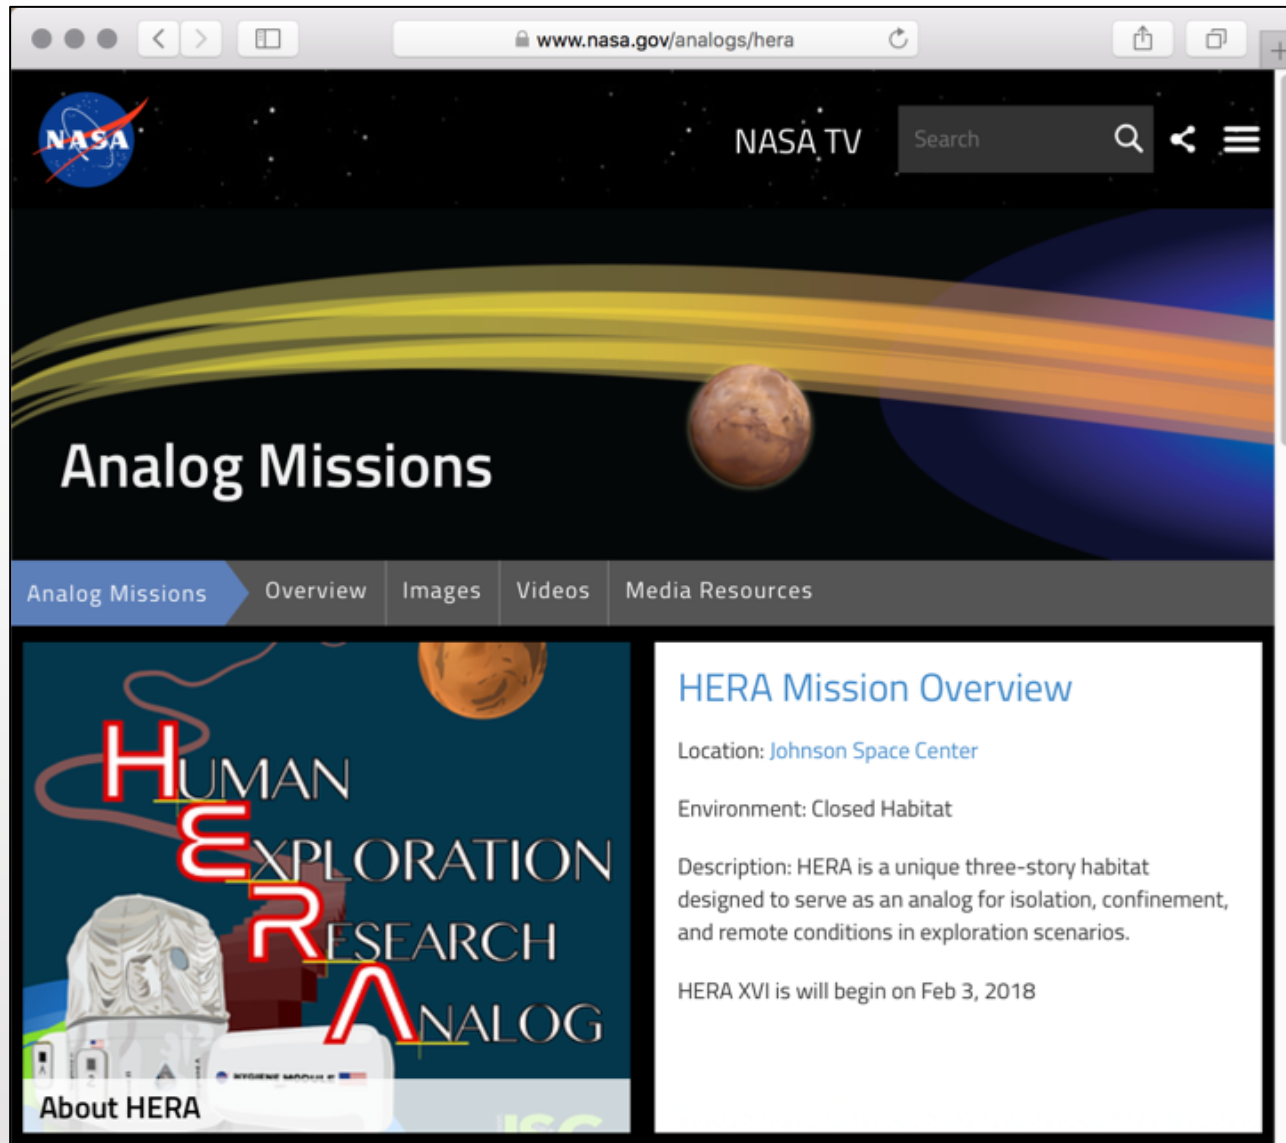 www.nasa.gov/analogs/hera
NASA
NASA TV
Search
Analog Missions
Analog Missions
Overview
Images
Videos
Media Resources
HUMAN
EXPLORATION
RESEARCH
ANALOG
HYGIENE MODULE
About HERA
HERA Mission Overview
Location: Johnson Space Center
Environment: Closed Habitat
Description: HERA is a unique three-story habitat
designed to serve as an analog for isolation, confinement,
and remote conditions in exploration scenarios.
HERA XVI is will begin on Feb 3, 2018